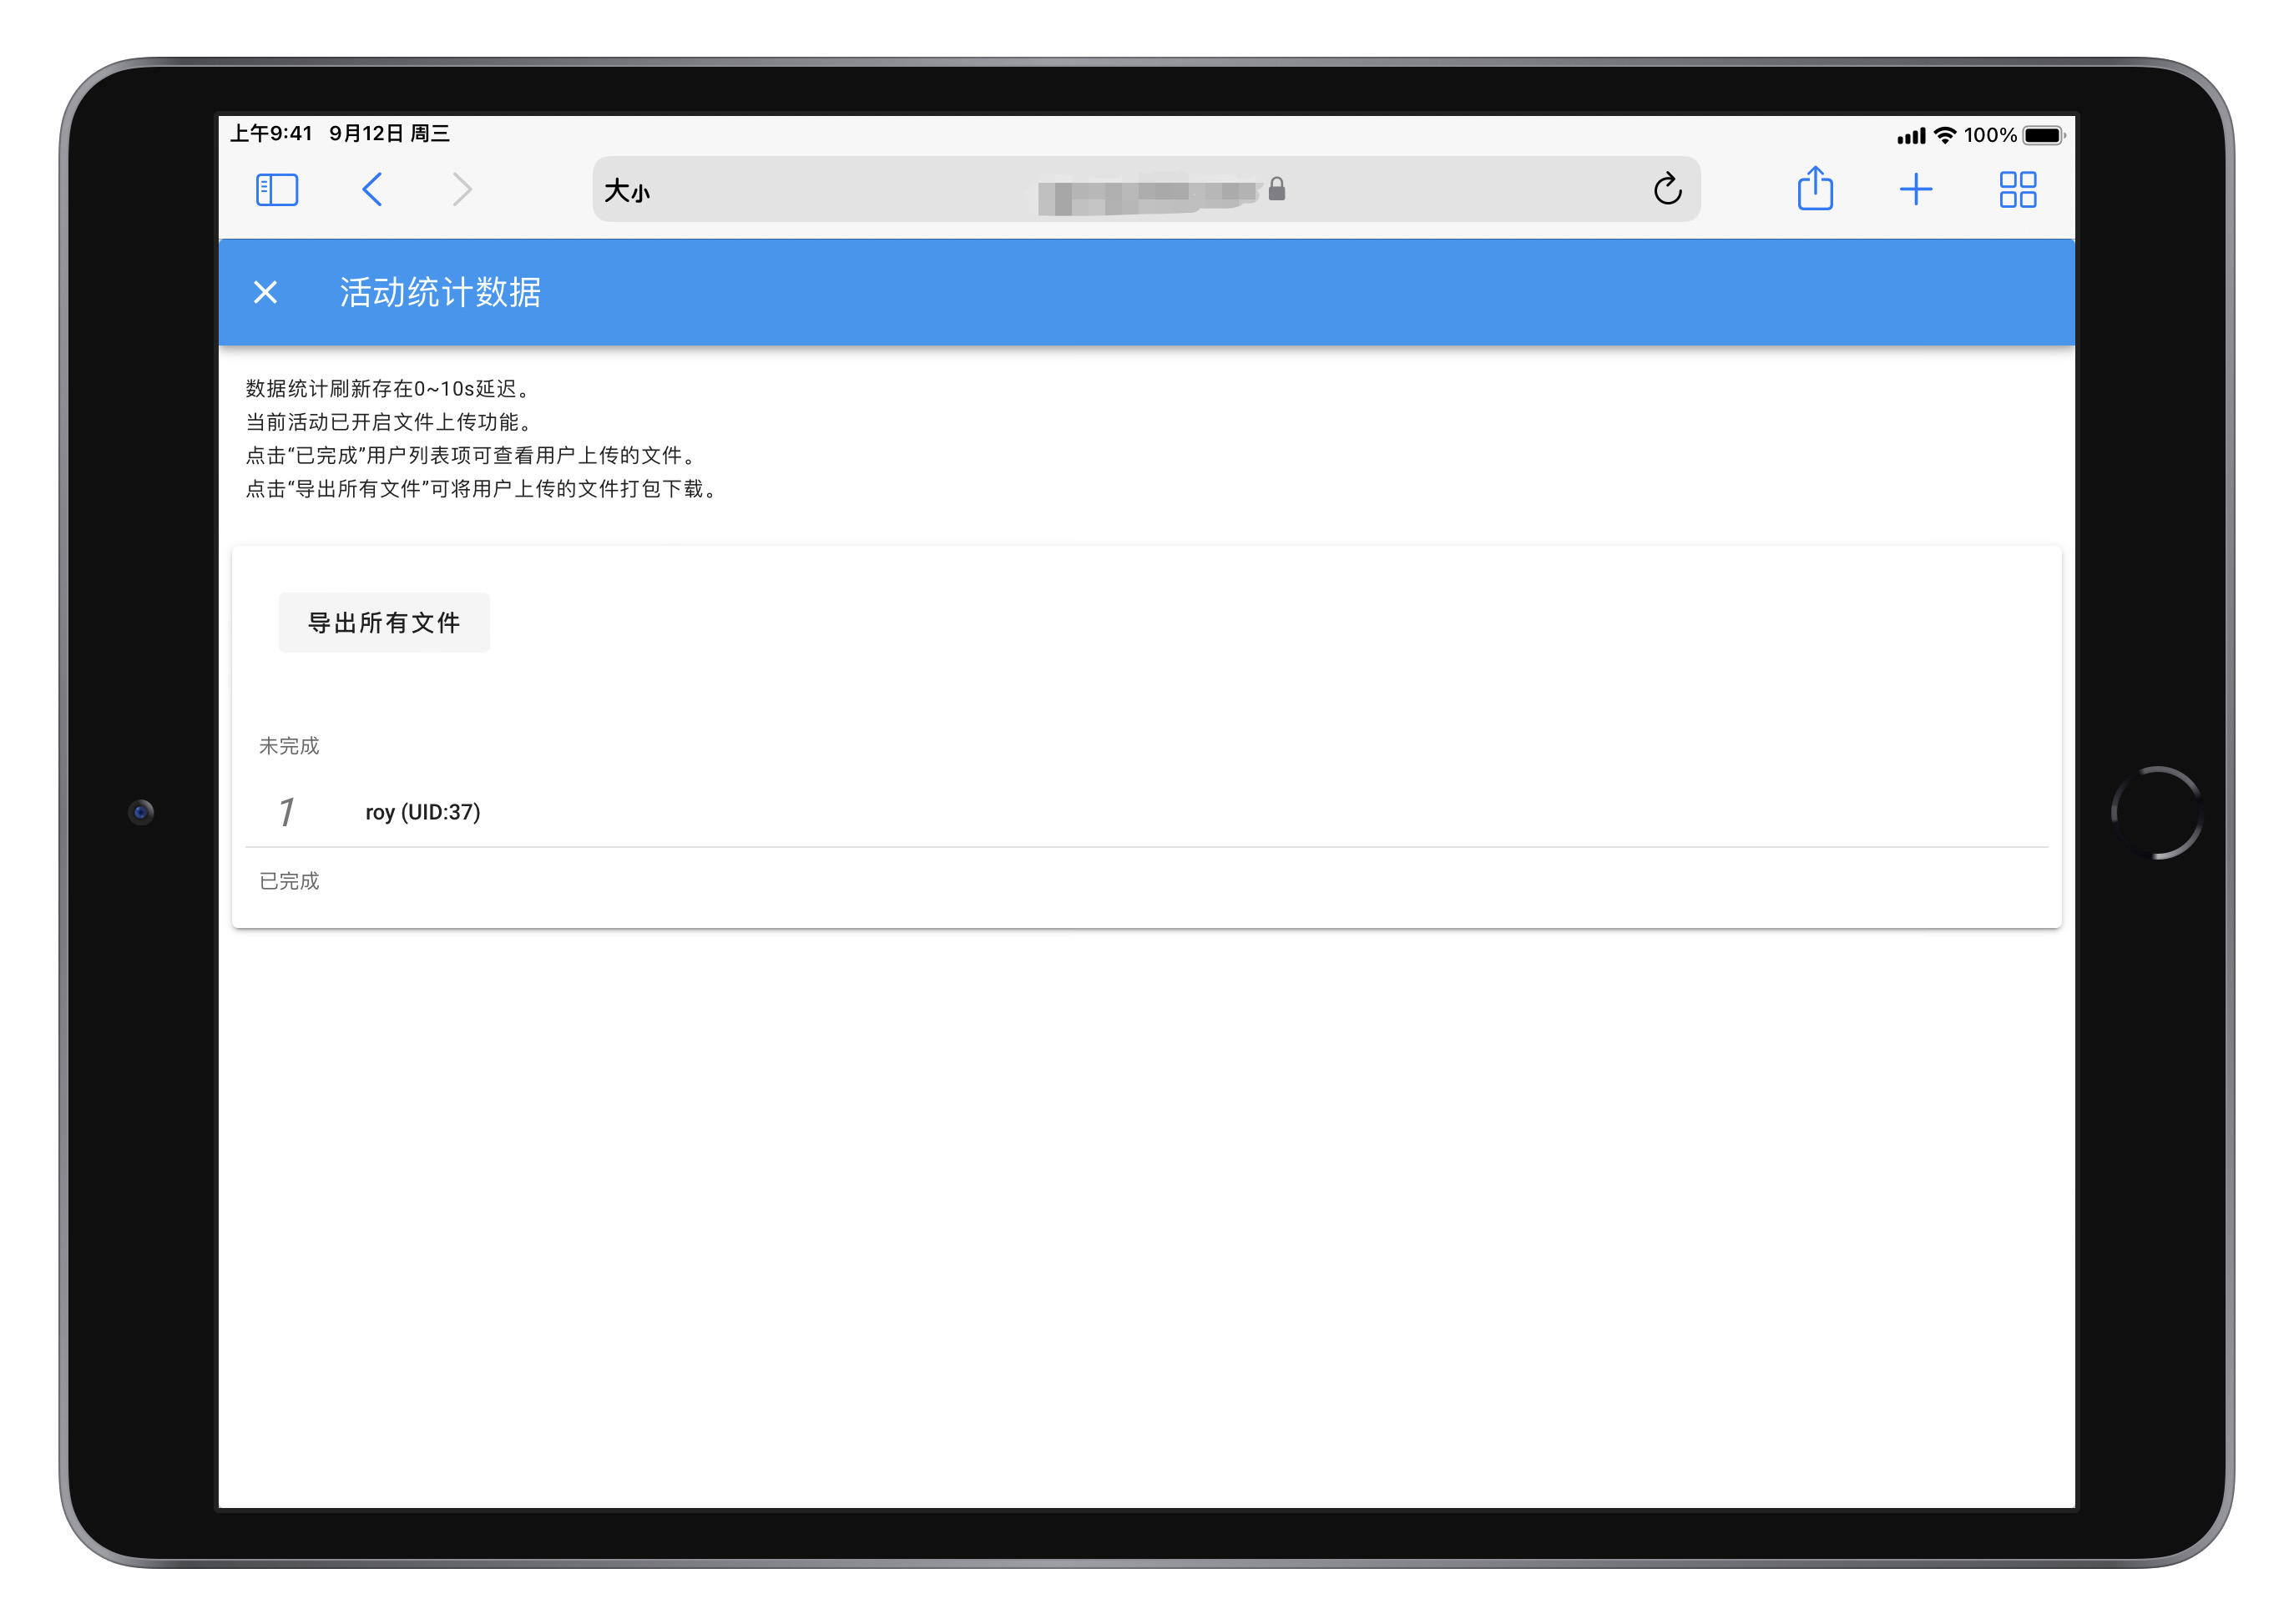 上午9:41 9月12日 周三
100%
大小
活动统计数据
数据统计刷新存在0~10s延迟。
当前活动已开启文件上传功能。
点击“已完成”用户列表项可查看用户上传的文件。
点击“导出所有文件”可将用户上传的文件打包下载。
导出所有文件
未完成
1 roy (UID:37)
已完成